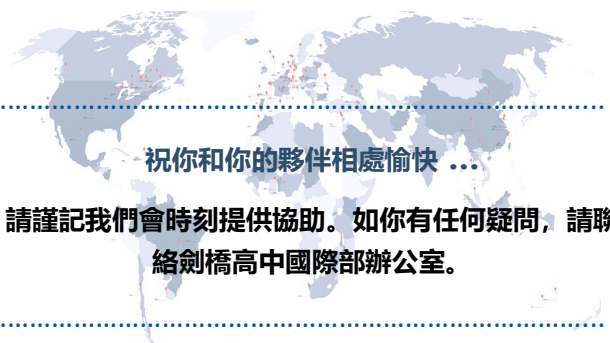 祝你和你的夥伴相處愉快 ...
請謹記我們會時刻提供協助。如你有任何疑問，請聯
絡劍橋高中國際部辦公室。